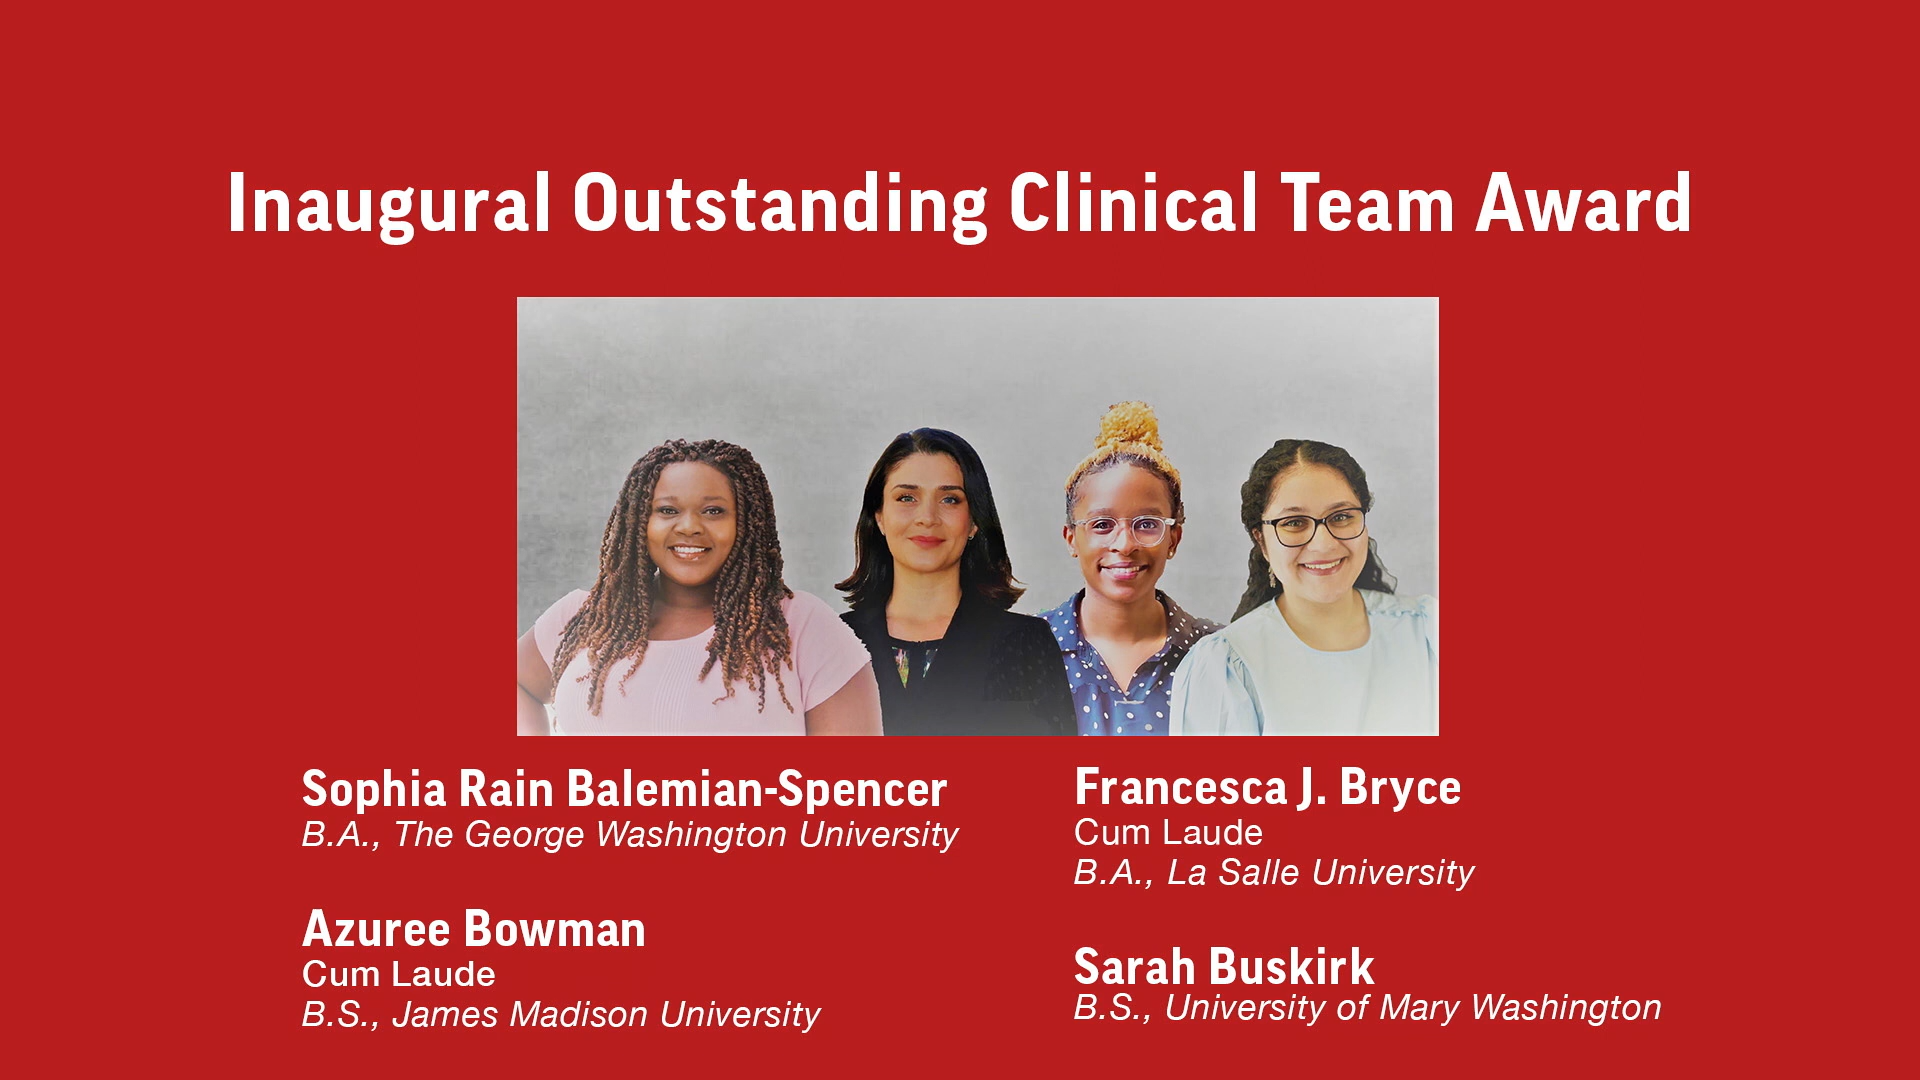 Inaugural Outstanding Clinical Team Award
Sophia Rain Balemian-Spencer
B.A., The George Washington University
Azuree Bowman
Cum Laude
B.S., James Madison University
Francesca J. Bryce
Cum Laude
B.A., La Salle University
Sarah Buskirk
B.S., University of Mary Washington